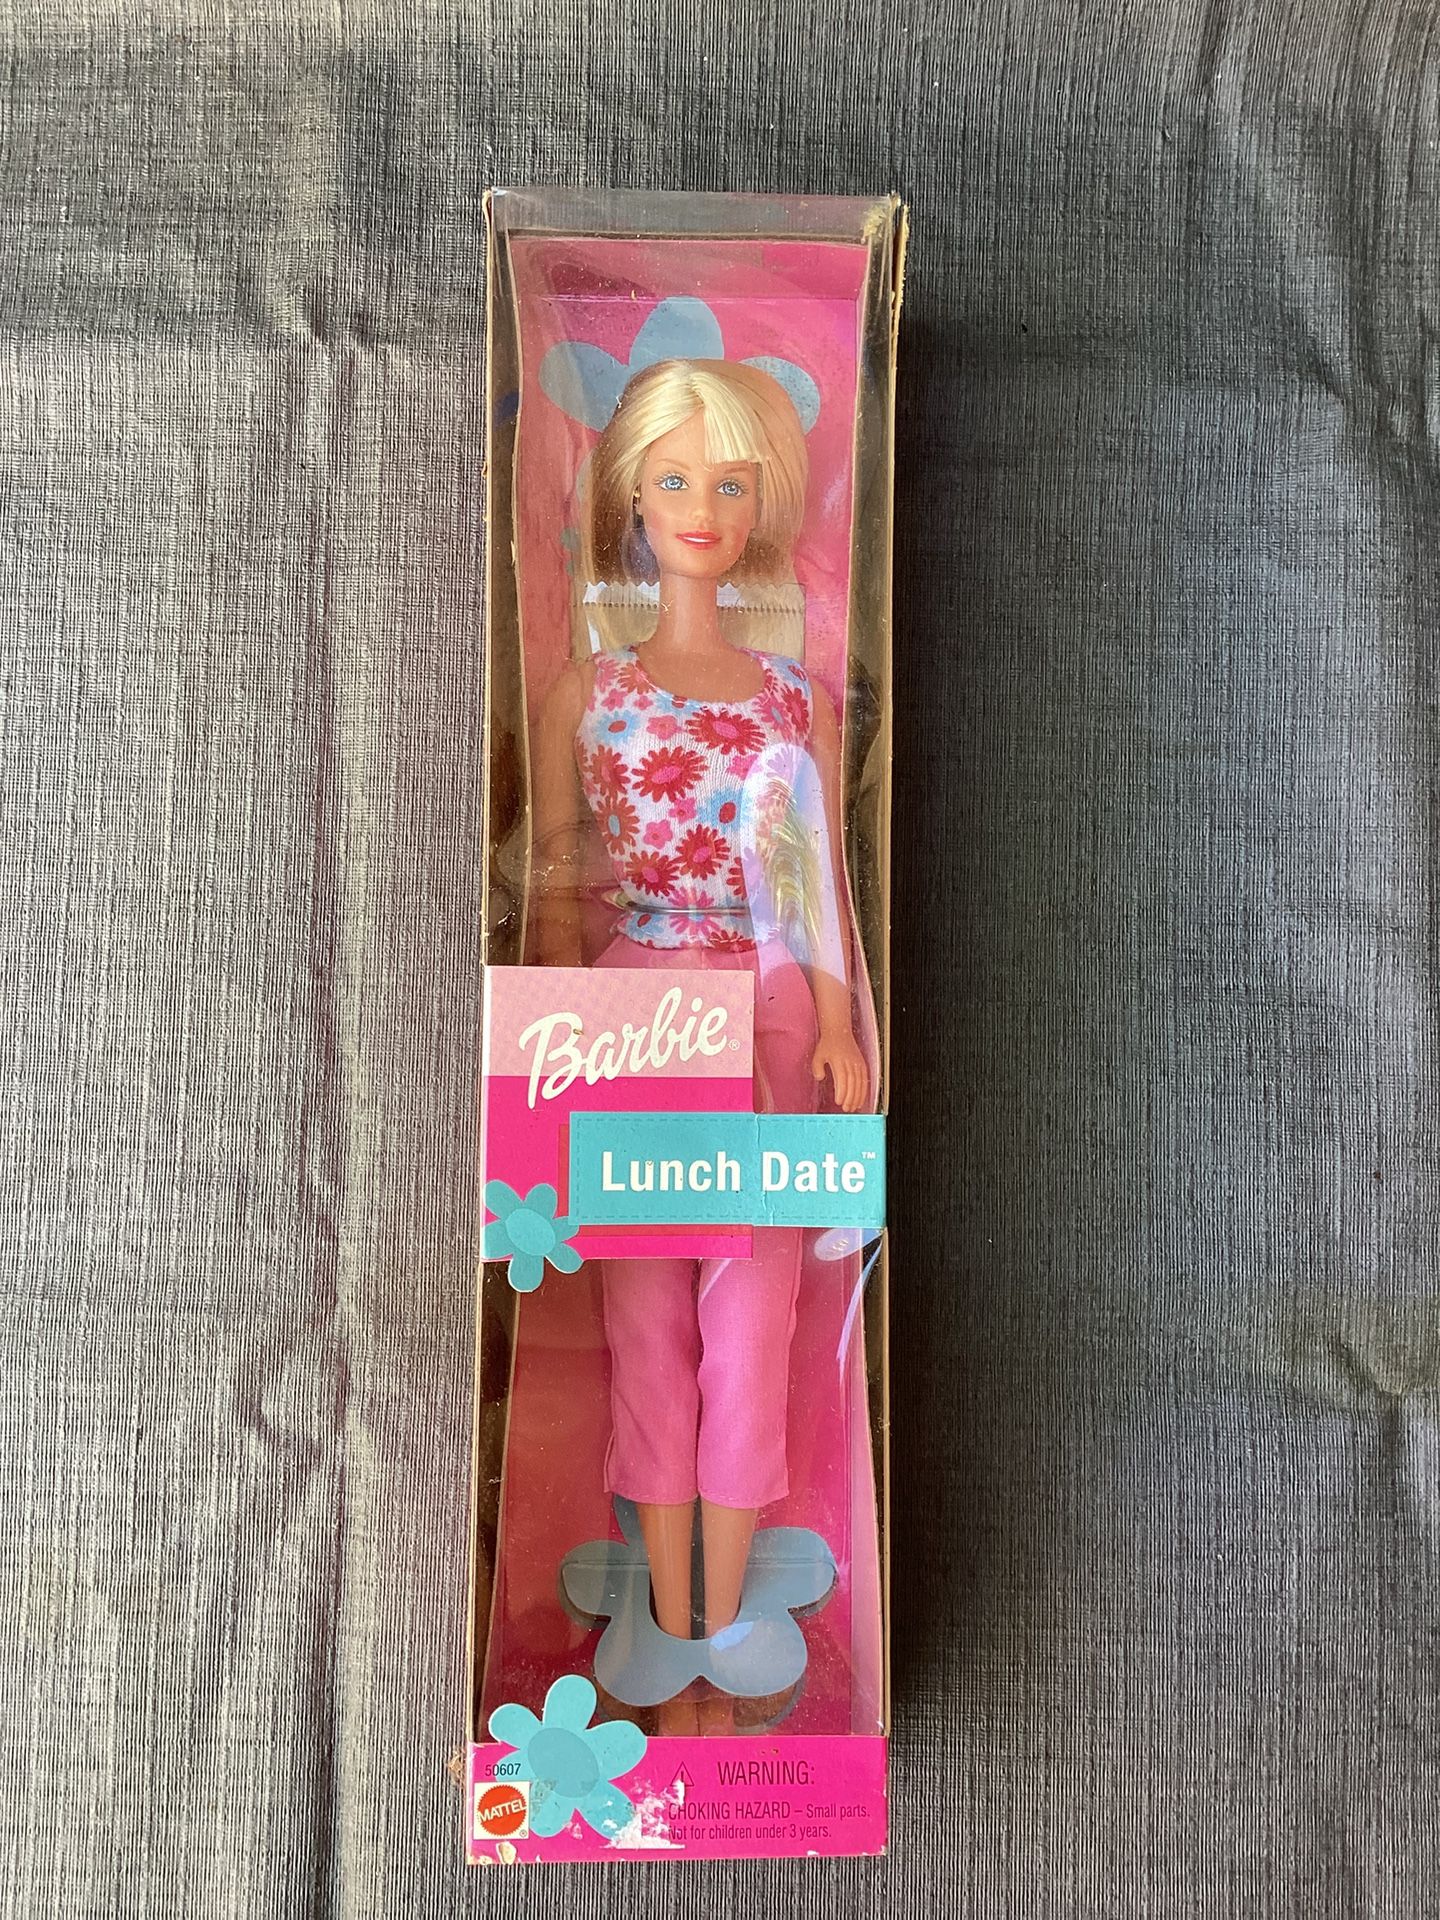 Barbie®
Lunch Date™
50607
MATTEL®
WARNING:
CHOKING HAZARD – Small parts.
Not for children under 3 years.